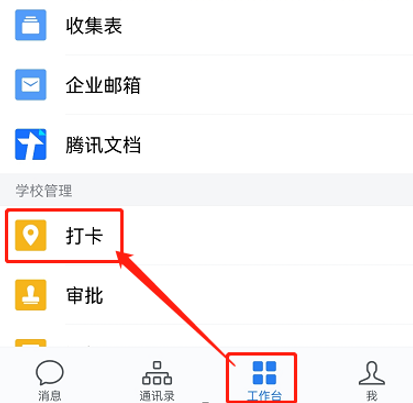 收集表
企业邮箱
腾讯文档
学校管理
打卡
审批
消息
通讯录
工作台
我